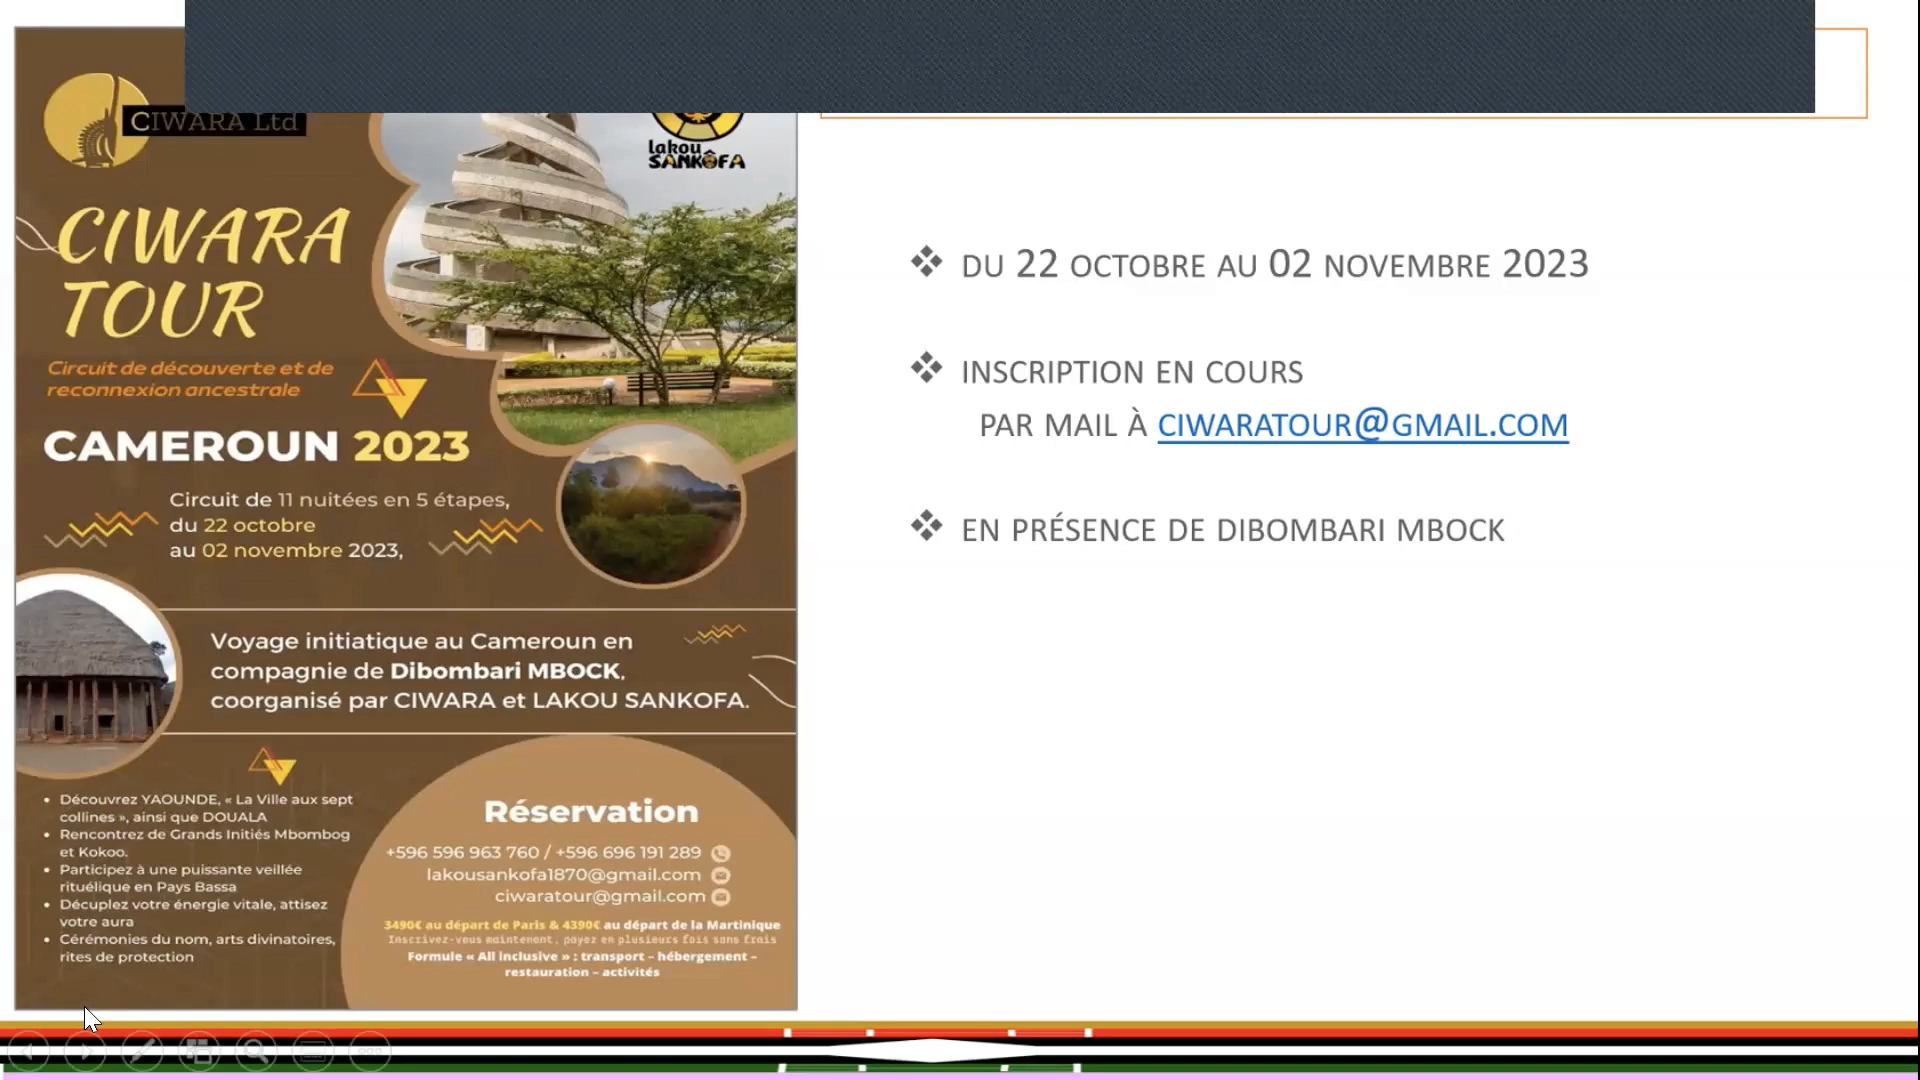 CIWARA Ltd
lakou
SANKÔFA
CIWARA
TOUR
Circuit de découverte et de
reconnexion ancestrale
CAMEROUN 2023
Circuit de 11 nuitées en 5 étapes,
du 22 octobre
au 02 novembre 2023,
Voyage initiatique au Cameroun en
compagnie de Dibombari MBOCK,
coorganisé par CIWARA et LAKOU SANKOFA.
• Découvrez YAOUNDE, « La Ville aux sept
collines », ainsi que DOUALA
• Rencontrez de Grands Initiés Mbombog
et Kokoo.
• Participez à une puissante veillée
rituélique en Pays Bassa
• Décuplez votre énergie vitale, attisez
votre aura
• Cérémonies du nom, arts divinatoires,
rites de protection
Réservation
+596 596 963 760 / +596 696 191 289
lakousankofa1870@gmail.com
ciwaratour@gmail.com
3490€ au départ de Paris & 4390€ au départ de la Martinique
Inscrivez-vous maintenant, payez en plusieurs fois sans frais
Formule « All inclusive » : transport – hébergement –
restauration – activités
❖ DU 22 OCTOBRE AU 02 NOVEMBRE 2023
❖ INSCRIPTION EN COURS
PAR MAIL À CIWARATOUR@GMAIL.COM
❖ EN PRÉSENCE DE DIBOMBARI MBOCK